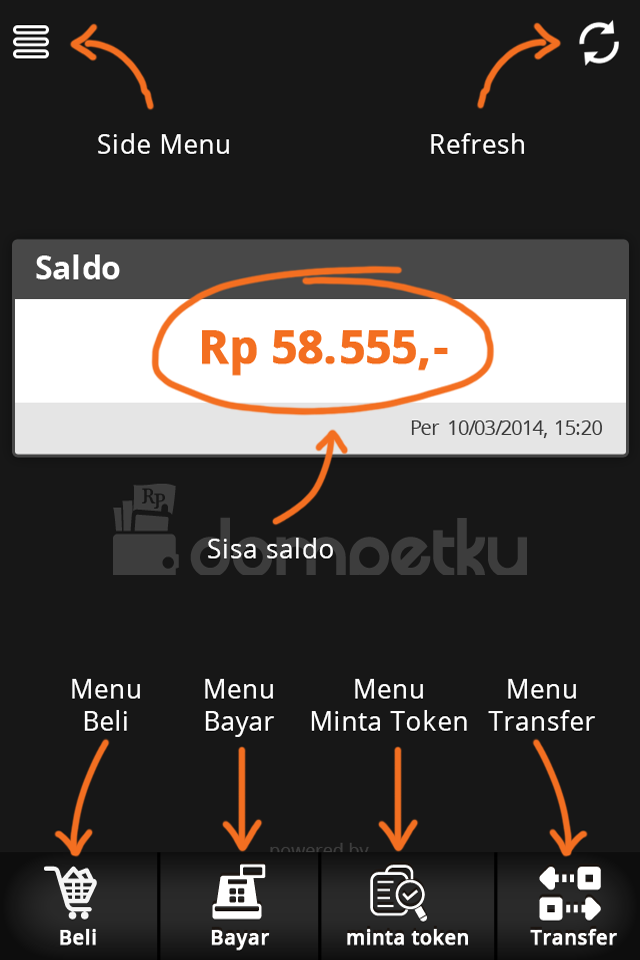 Side Menu
Refresh
Saldo
Rp 58.555,-
Per 10/03/2014, 15:20
Rp
Sisa saldo
dompetku
Menu
Beli
Menu
Bayar
Menu
Minta Token
Menu
Transfer
powered by
Beli
Bayar
minta token
Transfer